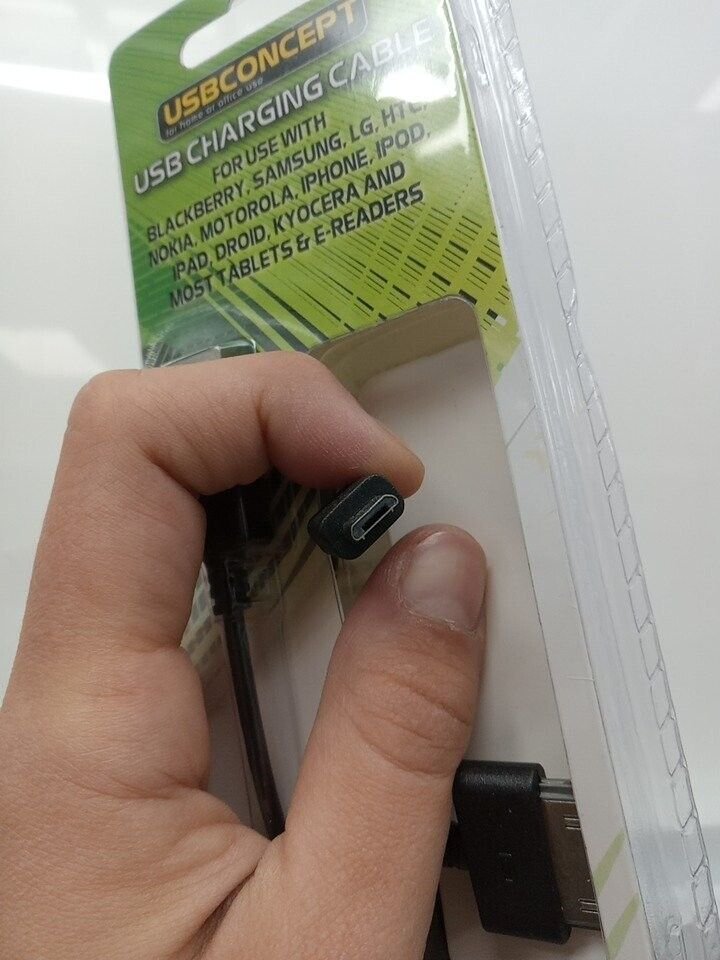 USBCONCEPT
for home or office use
USB CHARGING CABLE
FOR USE WITH
BLACKBERRY, SAMSUNG, LG, HTC,
NOKIA, MOTOROLA, IPHONE, IPOD,
IPAD, DROID, KYOCERA AND
MOST TABLETS & E-READERS